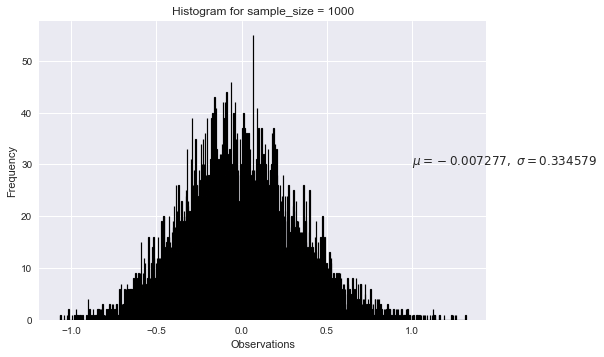 Histogram for sample_size = 1000
50
40
30
20
10
0
Frequency
μ = −0.007277, σ = 0.334579
−1.0 −0.5 0.0 0.5 1.0
Observations